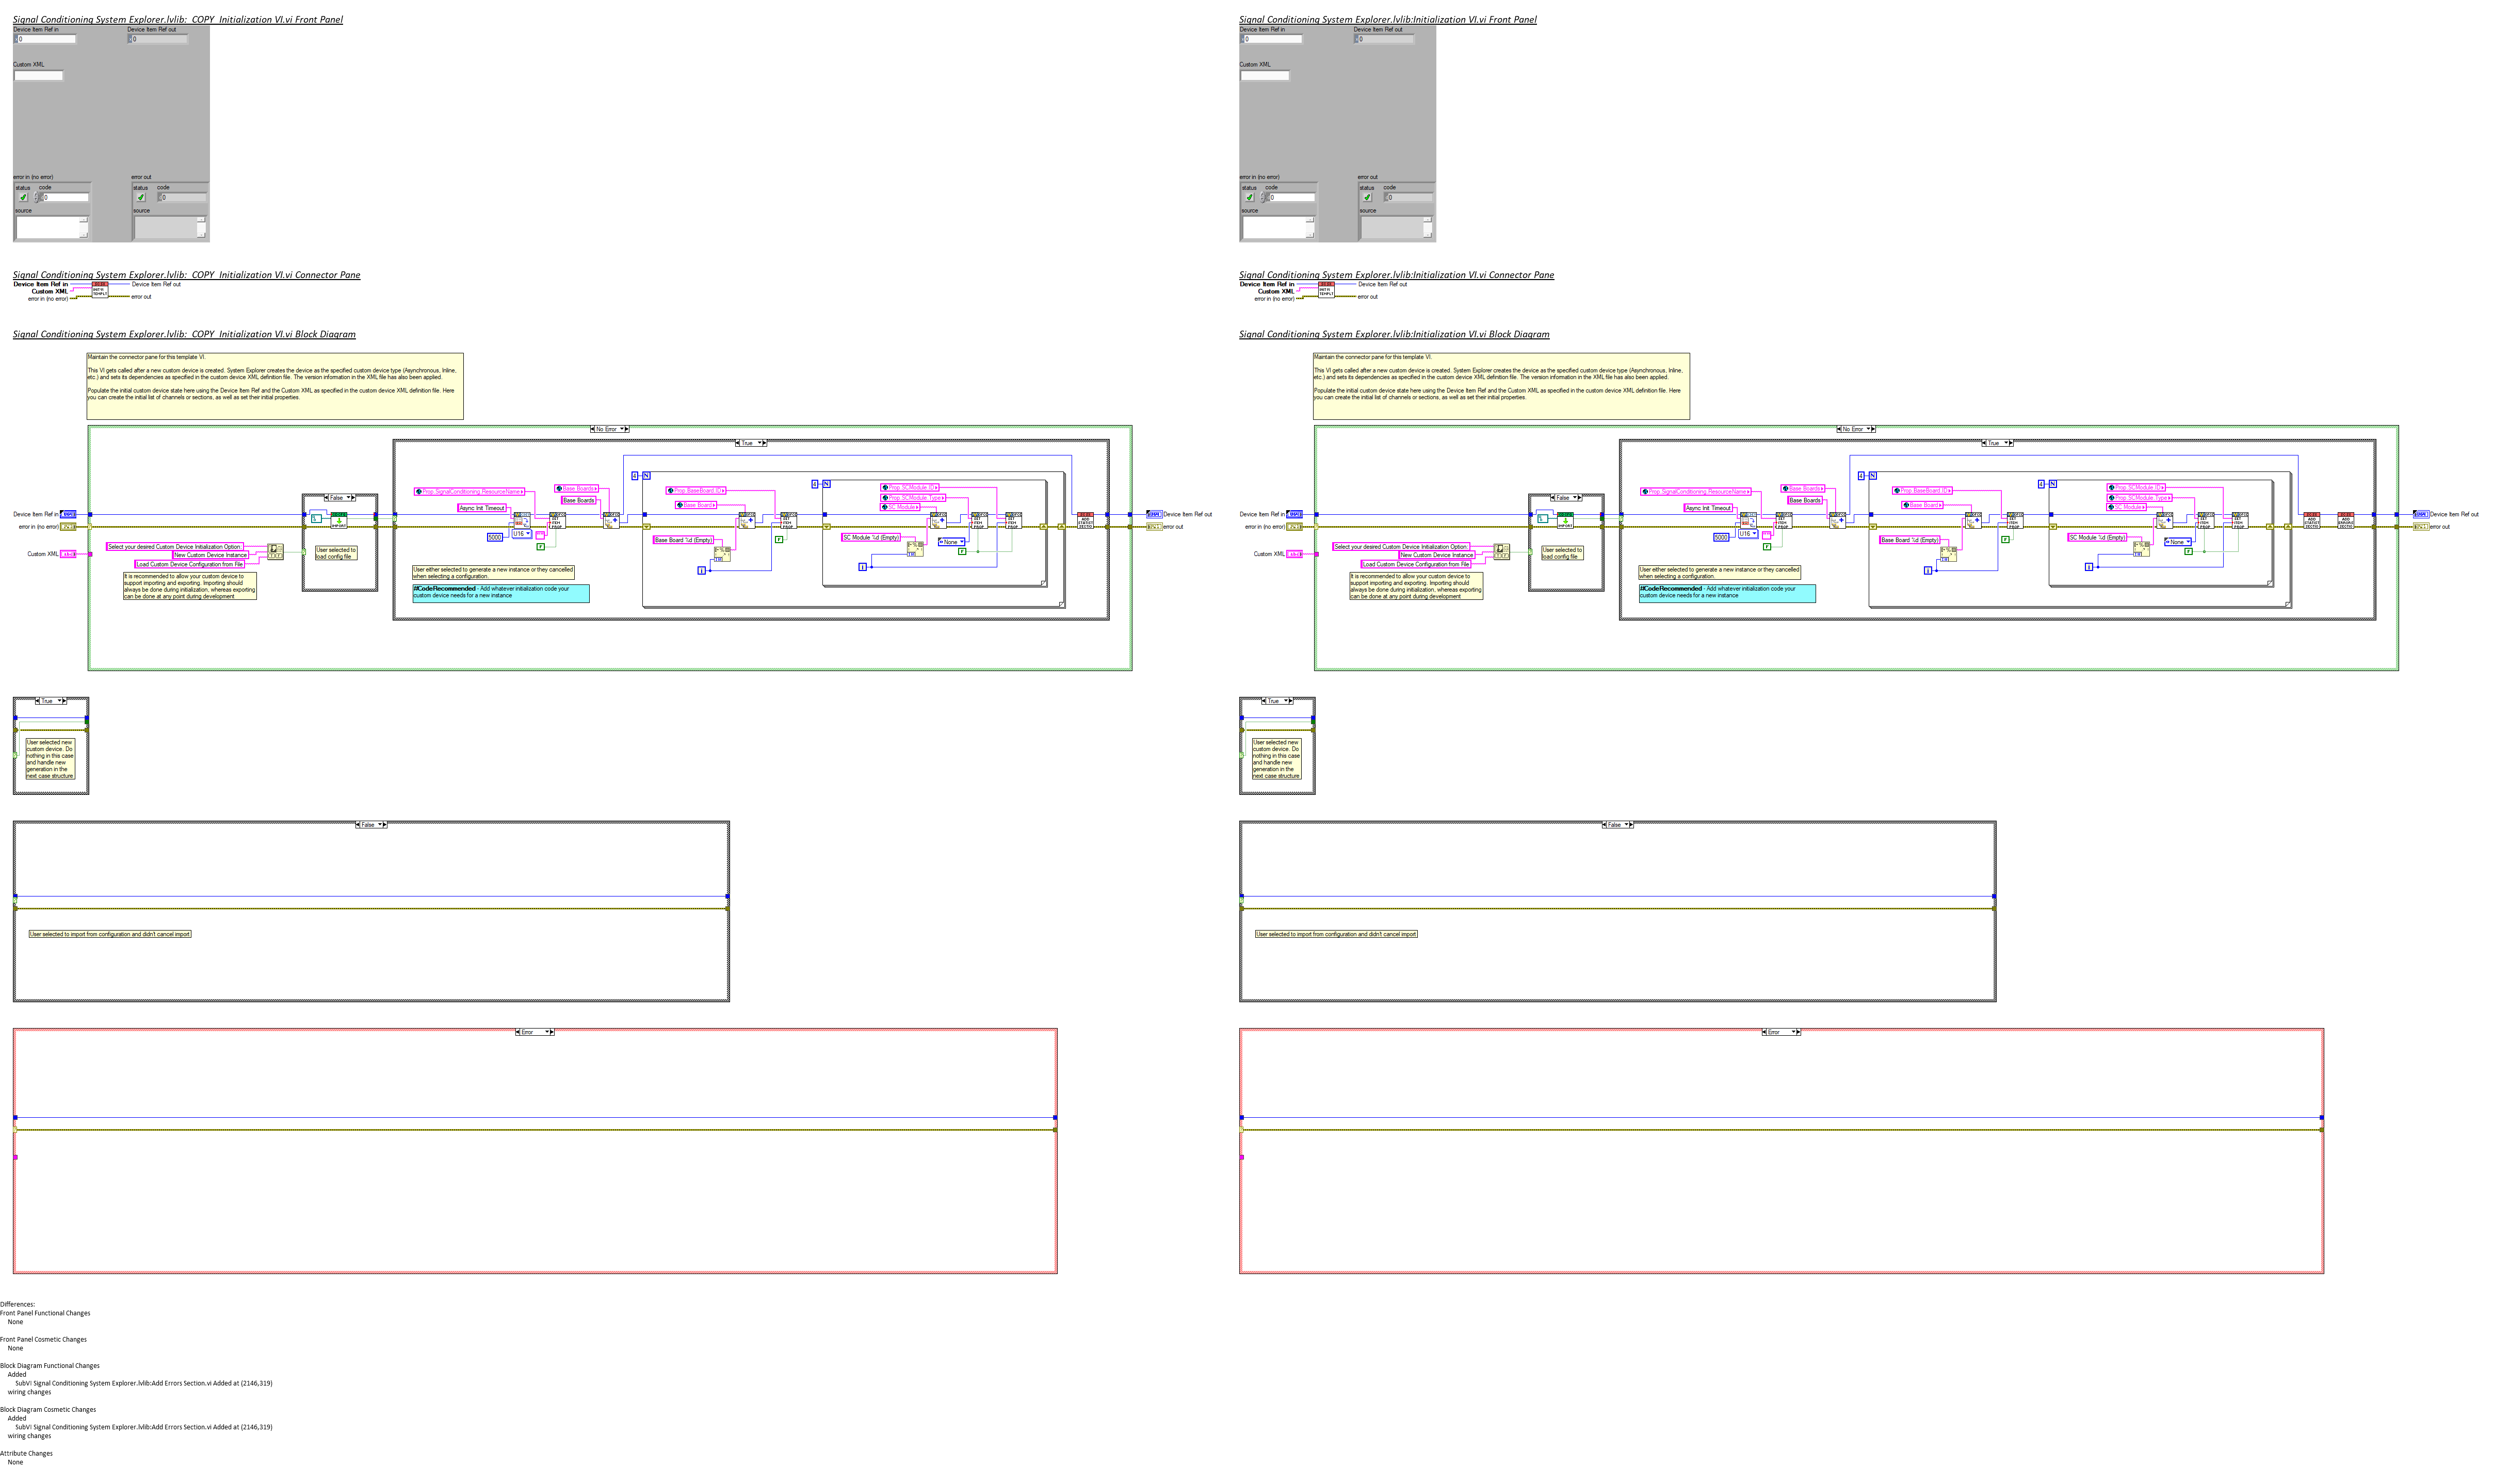 Signal Conditioning System Explorer.lvlib:  COPY  Initialization VI.vi Front Panel
Device Item Ref in
Device Item Ref out
0
0
Custom XML
error in (no error)
error out
status
code
status
code
0
0
source
source
Signal Conditioning System Explorer.lvlib:  COPY  Initialization VI.vi Connector Pane
Device Item Ref in
Device Item Ref out
Custom XML
error in (no error)
error out
Signal Conditioning System Explorer.lvlib:  COPY  Initialization VI.vi Block Diagram
Maintain the connector pane for this template VI.
This VI gets called after a new custom device is created. System Explorer creates the device as the specified custom device type (Asynchronous, Inline,
etc.) and sets its dependencies as specified in the custom device XML definition file. The version information in the XML file has also been applied.
Populate the initial custom device state here using the Device Item Ref and the Custom XML as specified in the custom device XML definition file. Here
you can create the initial list of channels or sections, as well as set their initial properties.
No Error
True
False
4
N
4
N
Prop.SignalConditioning.ResourceName
Base Boards
Base Boards
Async Init Timeout
Prop.BaseBoard.ID
Base Board
Prop.SCModule.ID
Prop.SCModule.Type
SC Module
Device Item Ref in
Device Item Ref out
error in (no error)
error out
5000
U16
Base Board %d (Empty)
SC Module %d (Empty)
None
F
F
F
i
i
Custom XML
Select your desired Custom Device Initialization Option
New Custom Device Instance
Load Custom Device Configuration from File
User selected to
load config file
It is recommended to allow your custom device to
support importing and exporting. Importing should
always be done during initialization, whereas exporting
can be done at any point during development
User either selected to generate a new instance or they cancelled
when selecting a configuration.
#CodeRecommended - Add whatever initialization code your
custom device needs for a new instance
True
User selected new
custom device. Do
nothing in this case
and handle new
generation in the
next case structure
False
User selected to import from configuration and didn't cancel import
Error
Differences:
Front Panel Functional Changes
None
Front Panel Cosmetic Changes
None
Block Diagram Functional Changes
Added
SubVI Signal Conditioning System Explorer.lvlib:Add Errors Section.vi Added at (2146,319)
wiring changes
Block Diagram Cosmetic Changes
Added
SubVI Signal Conditioning System Explorer.lvlib:Add Errors Section.vi Added at (2146,319)
wiring changes
Attribute Changes
None
Signal Conditioning System Explorer.lvlib:Initialization VI.vi Front Panel
Device Item Ref in
Device Item Ref out
0
0
Custom XML
error in (no error)
error out
status
code
status
code
0
0
source
source
Signal Conditioning System Explorer.lvlib:Initialization VI.vi Connector Pane
Device Item Ref in
Device Item Ref out
Custom XML
error in (no error)
error out
Signal Conditioning System Explorer.lvlib:Initialization VI.vi Block Diagram
Maintain the connector pane for this template VI.
This VI gets called after a new custom device is created. System Explorer creates the device as the specified custom device type (Asynchronous, Inline,
etc.) and sets its dependencies as specified in the custom device XML definition file. The version information in the XML file has also been applied.
Populate the initial custom device state here using the Device Item Ref and the Custom XML as specified in the custom device XML definition file. Here
you can create the initial list of channels or sections, as well as set their initial properties.
No Error
True
False
4
N
4
N
Prop.SignalConditioning.ResourceName
Base Boards
Base Boards
Async Init Timeout
Prop.BaseBoard.ID
Base Board
Prop.SCModule.ID
Prop.SCModule.Type
SC Module
Device Item Ref in
Device Item Ref out
error in (no error)
error out
5000
U16
Base Board %d (Empty)
SC Module %d (Empty)
None
F
F
F
i
i
Custom XML
Select your desired Custom Device Initialization Option
New Custom Device Instance
Load Custom Device Configuration from File
User selected to
load config file
It is recommended to allow your custom device to
support importing and exporting. Importing should
always be done during initialization, whereas exporting
can be done at any point during development
User either selected to generate a new instance or they cancelled
when selecting a configuration.
#CodeRecommended - Add whatever initialization code your
custom device needs for a new instance
True
User selected new
custom device. Do
nothing in this case
and handle new
generation in the
next case structure
False
User selected to import from configuration and didn't cancel import
Error